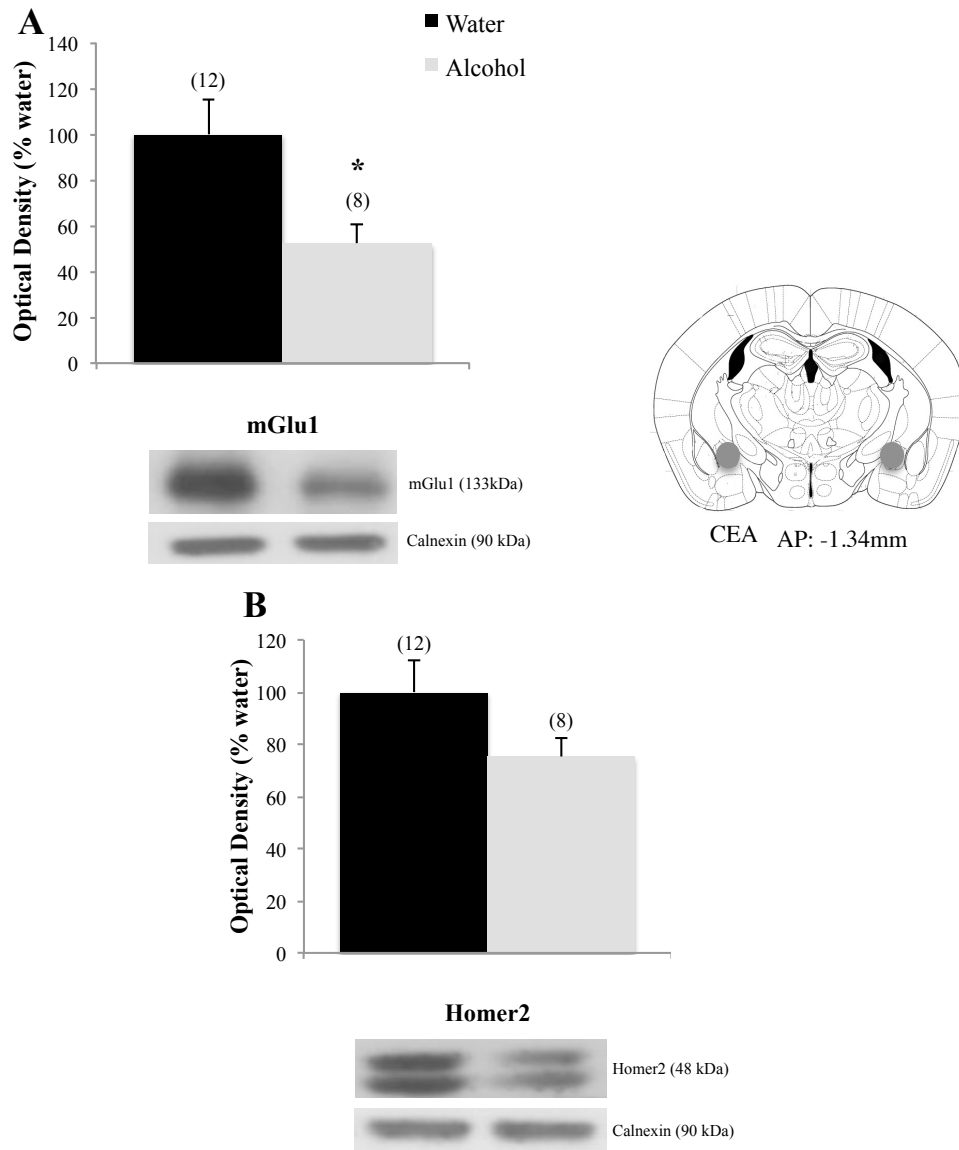 A
Water
Alcohol
Optical Density (% water)
140
120
100
80
60
40
20
0
(12)
*
(8)
mGlu1
mGlu1 (133kDa)
Calnexin (90 kDa)
CEA AP: -1.34mm
B
Optical Density (% water)
120
100
80
60
40
20
0
(12)
(8)
Homer2
Homer2 (48 kDa)
Calnexin (90 kDa)